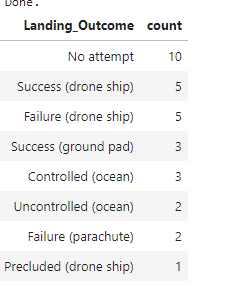 Done.
Landing_Outcome count
No attempt 10
Success (drone ship) 5
Failure (drone ship) 5
Success (ground pad) 3
Controlled (ocean) 3
Uncontrolled (ocean) 2
Failure (parachute) 2
Precluded (drone ship) 1